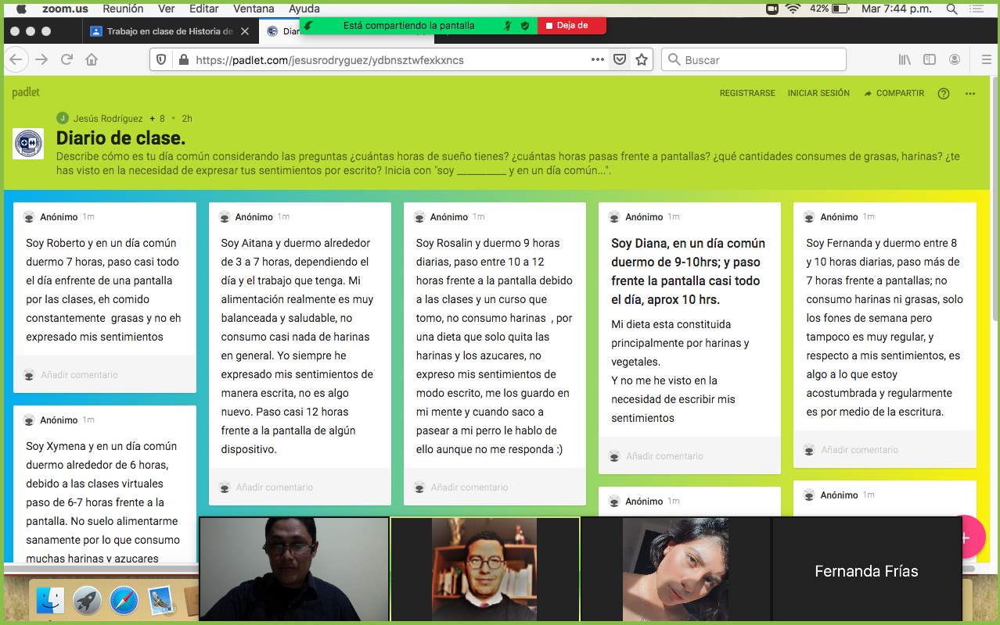 zoom.us Reunión Ver Editar Ventana Ayuda 42% Mar 7:44 p.m.
Trabajo en clase de Historia de
Está compartiendo la pantalla
Deja de
https://padlet.com/jesusrodryguez/ydbnsztwfexkxncs
Buscar
padlet
REGISTRARSE INICIAR SESIÓN COMPARTIR
J Jesús Rodríguez + 8 • 2h
Diario de clase.
Describe cómo es tu día común considerando las preguntas ¿cuántas horas de sueño tienes? ¿cuántas horas pasas frente a pantallas? ¿qué cantidades consumes de grasas, harinas? ¿te
has visto en la necesidad de expresar tus sentimientos por escrito? Inicia con "soy _________ y en un día común...".
Anónimo 1m
Soy Roberto y en un día común
duermo 7 horas, paso casi todo
el día enfrente de una pantalla
por las clases, eh comido
constantemente grasas y no eh
expresado mis sentimientos
Añadir comentario
Anónimo 1m
Soy Xymena y en un día común
duermo alrededor de 6 horas,
debido a las clases virtuales
paso de 6-7 horas frente a la
pantalla. No suelo alimentarme
sanamente por lo que consumo
muchas harinas y azucares
Anónimo 1m
Soy Aitana y duermo alrededor
de 3 a 7 horas, dependiendo el
día y el trabajo que tenga. Mi
alimentación realmente es muy
balanceada y saludable, no
consumo casi nada de harinas
en general. Yo siempre he
expresado mis sentimientos de
manera escrita, no es algo
nuevo. Paso casi 12 horas
frente a la pantalla de algún
dispositivo.
Añadir comentario
Anónimo 1m
Soy Rosalin y duermo 9 horas
diarias, paso entre 10 a 12
horas frente a la pantalla debido
a las clases y un curso que
tomo, no consumo harinas , por
una dieta que solo quita las
harinas y los azucares, no
expreso mis sentimientos de
modo escrito, me los guardo en
mi mente y cuando saco a
pasear a mi perro le hablo de
ello aunque no me responda :)
Añadir comentario
Anónimo 1m
Soy Diana, en un día común
duermo de 9-10hrs; y paso
frente la pantalla casi todo
el día, aprox 10 hrs.
Mi dieta esta constituida
principalmente por harinas y
vegetales.
Y no me he visto en la
necesidad de escribir mis
sentimientos
Añadir comentario
Anónimo 1m
Anónimo 1m
Soy Fernanda y duermo entre 8
y 10 horas diarias, paso más de
7 horas frente a pantallas; no
consumo harinas ni grasas, solo
los fones de semana pero
tampoco es muy regular, y
respecto a mis sentimientos, es
algo a lo que estoy
acostumbrada y regularmente
es por medio de la escritura.
Añadir comentario
Anónimo 1m
Fernanda Frías